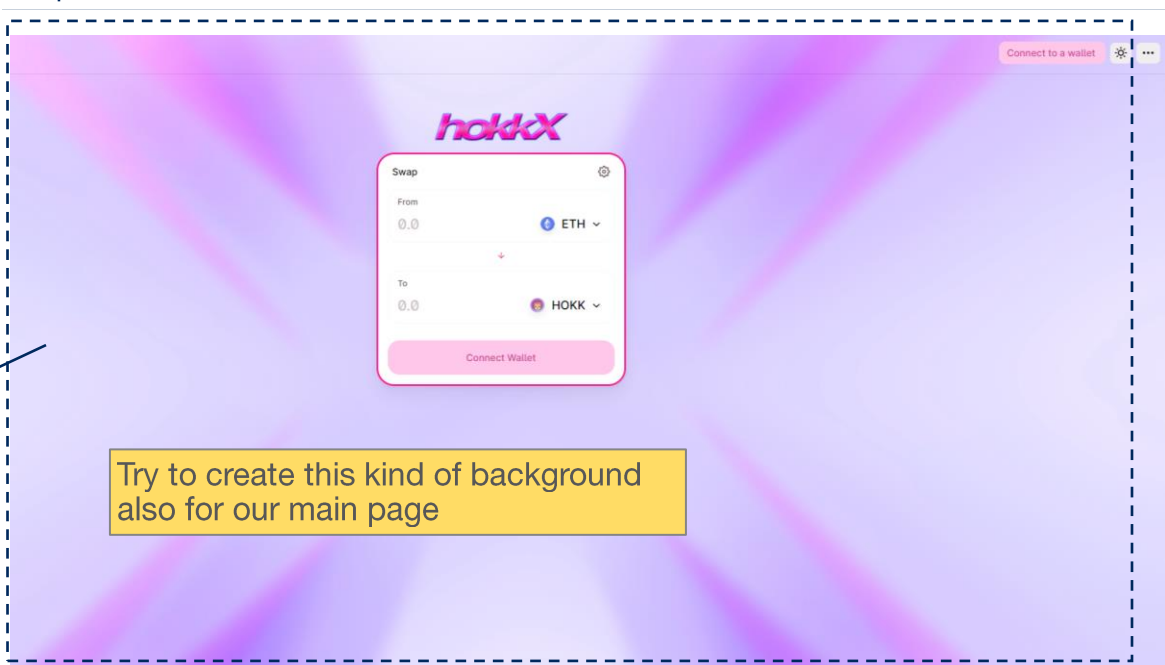 Connect to a wallet
hokkX
Swap
From
0.0
ETH
To
0.0
HOKK
Connect Wallet
Try to create this kind of background
also for our main page